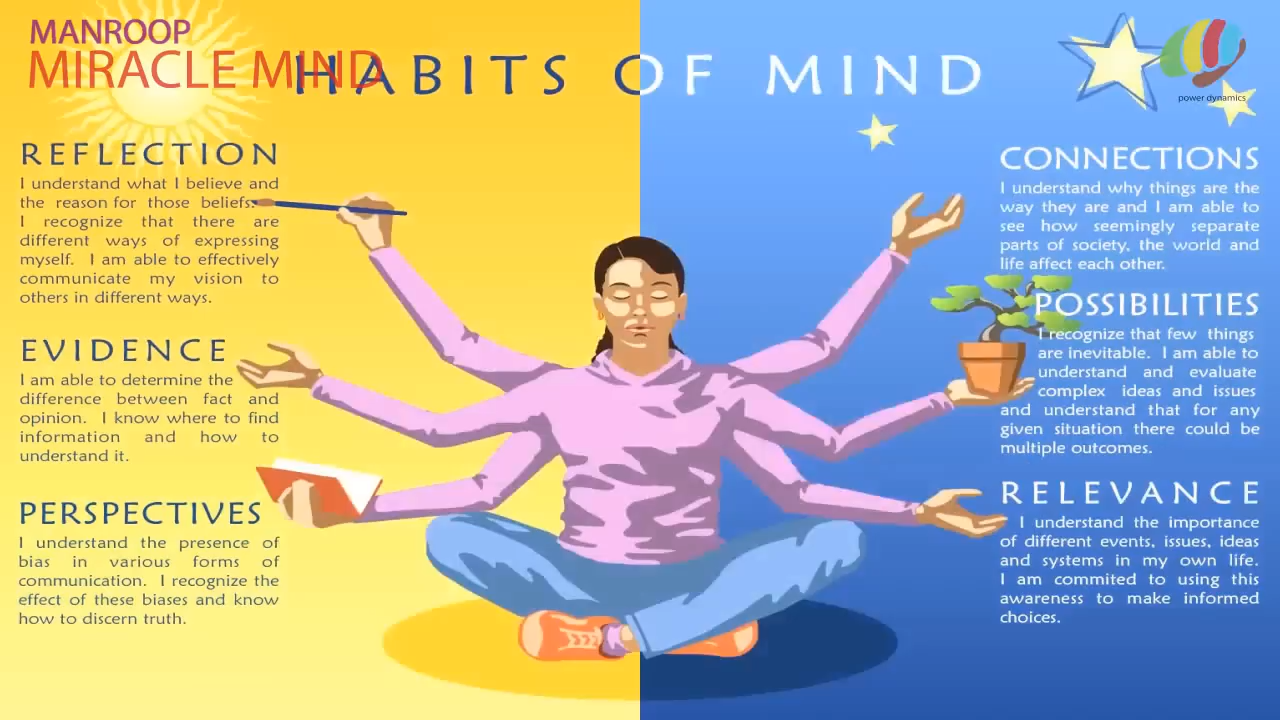 MANROOP
MIRACLE MIND
HABITS OF MIND
power dynamics
REFLECTION
I understand what I believe and
the reason for those beliefs.
I recognize that there are
different ways of expressing
myself. I am able to effectively
communicate my vision to
others in different ways.
EVIDENCE
I am able to determine the
difference between fact and
opinion. I know where to find
information and how to
understand it.
PERSPECTIVES
I understand the presence of
bias in various forms of
communication. I recognize the
effect of these biases and know
how to discern truth.
CONNECTIONS
I understand why things are the
way they are and I am able to
see how seemingly separate
parts of society, the world and
life affect each other.
POSSIBILITIES
I recognize that few things
are inevitable. I am able to
understand and evaluate
complex ideas and issues
and understand that for any
given situation there could be
multiple outcomes.
RELEVANCE
I understand the importance
of different events, issues, ideas
and systems in my own life.
I am commited to using this
awareness to make informed
choices.